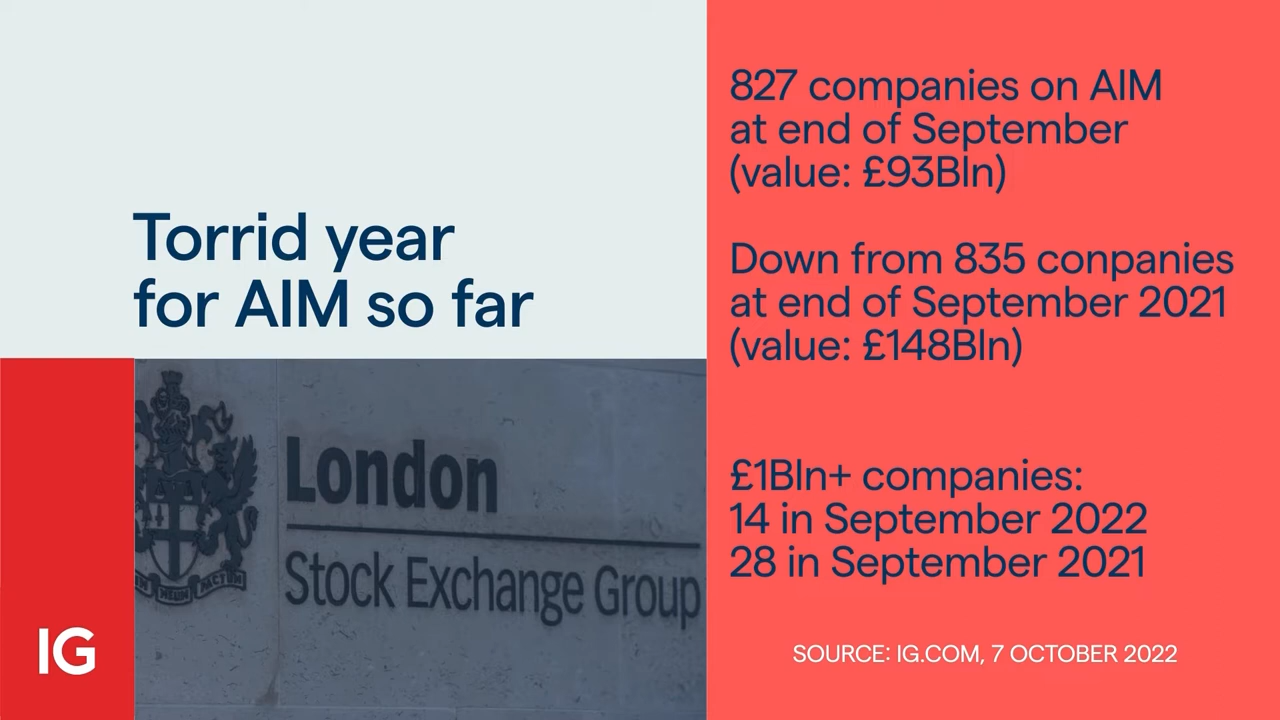 Torrid year
for AIM so far
London
Stock Exchange Group
IG
827 companies on AIM
at end of September
(value: £93Bln)
Down from 835 conpanies
at end of September 2021
(value: £148Bln)
£1Bln+ companies:
14 in September 2022
28 in September 2021
SOURCE: IG.COM, 7 OCTOBER 2022